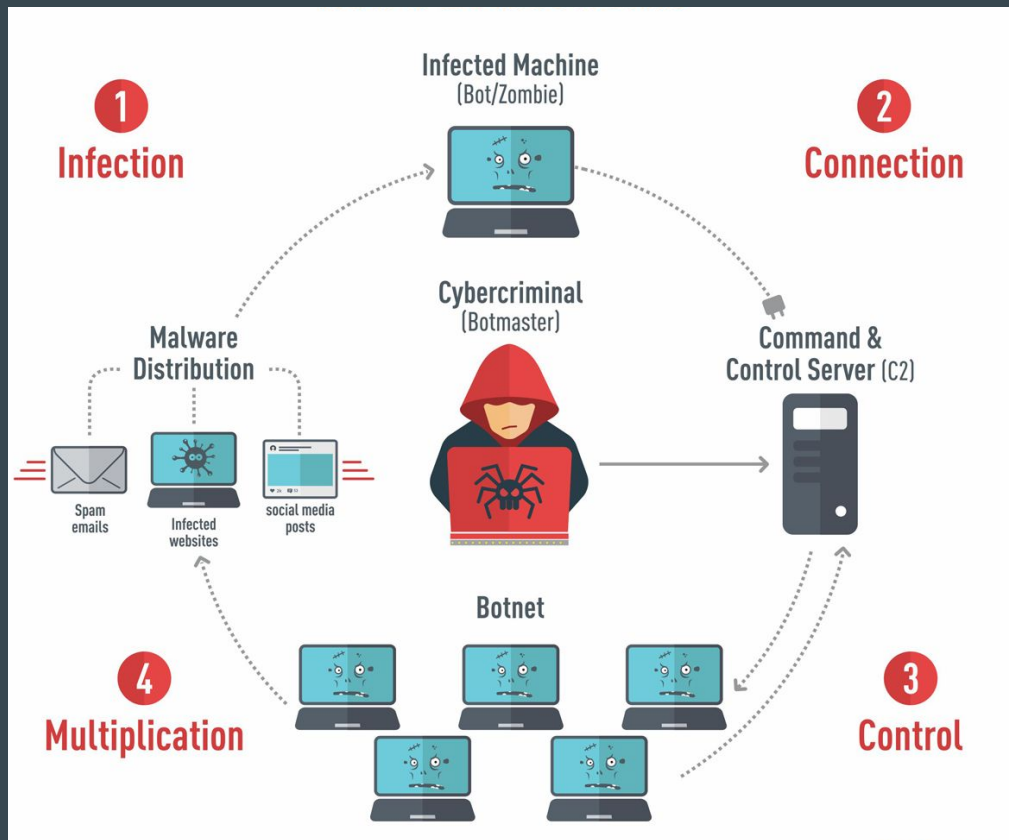 Infected Machine
(Bot/Zombie)
1
Infection
2
Connection
Cybercriminal
(Botmaster)
Malware
Distribution
Command &
Control Server (C2)
Spam
emails
Infected
websites
social media
posts
Botnet
4
Multiplication
3
Control